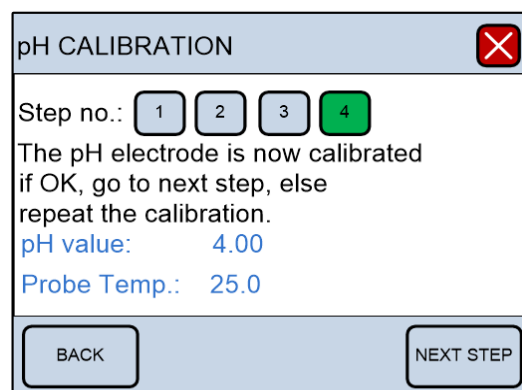 pH CALIBRATION
Step no.: 1 2 3 4
The pH electrode is now calibrated
if OK, go to next step, else
repeat the calibration.
pH value: 4.00
Probe Temp.: 25.0
BACK NEXT STEP